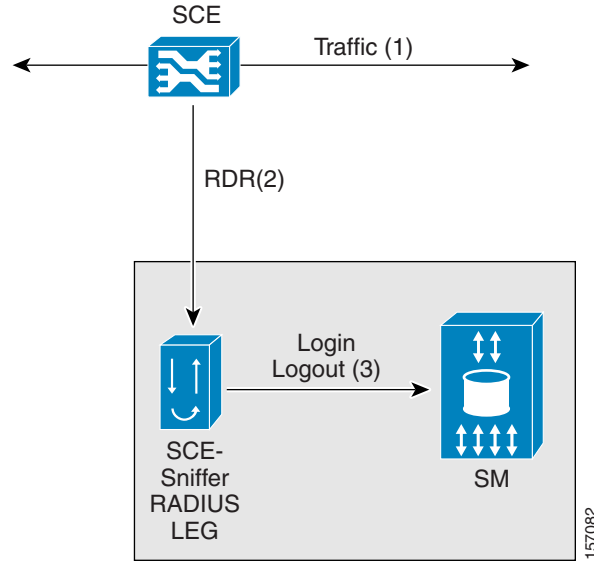 SCE
Traffic (1)
RDR(2)
Login
Logout (3)
SCE-
Sniffer
RADIUS
LEG
SM
157082